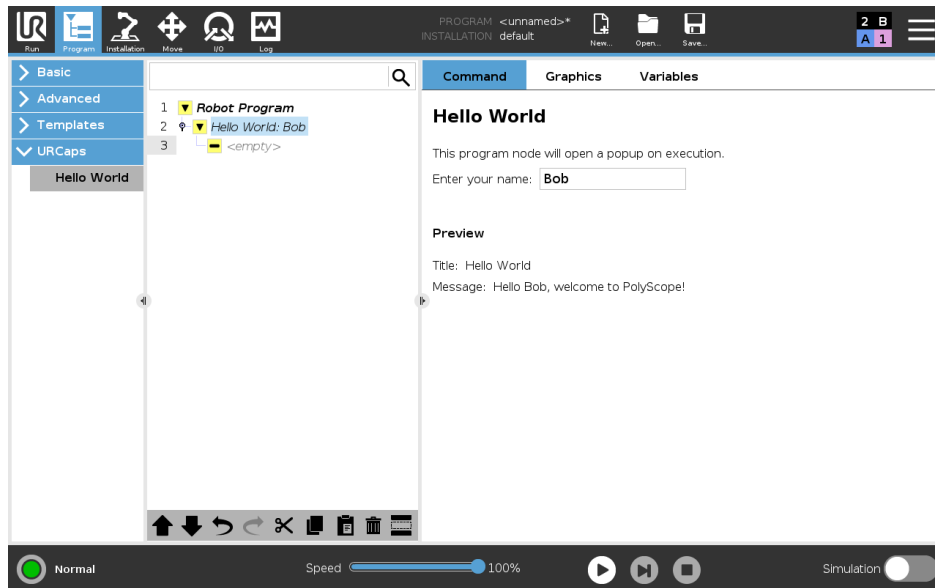 UR
Run
Program
Installation
Move
I/O
Log
PROGRAM <unnamed>*
INSTALLATION default
New...
Open...
Save...
2 B
A 1
Basic
Advanced
Templates
URCaps
Hello World
1 Robot Program
2 Hello World: Bob
3 <empty>
Command Graphics Variables
Hello World
This program node will open a popup on execution.
Enter your name: Bob
Preview
Title: Hello World
Message: Hello Bob, welcome to PolyScope!
Normal
Speed 100%
Simulation